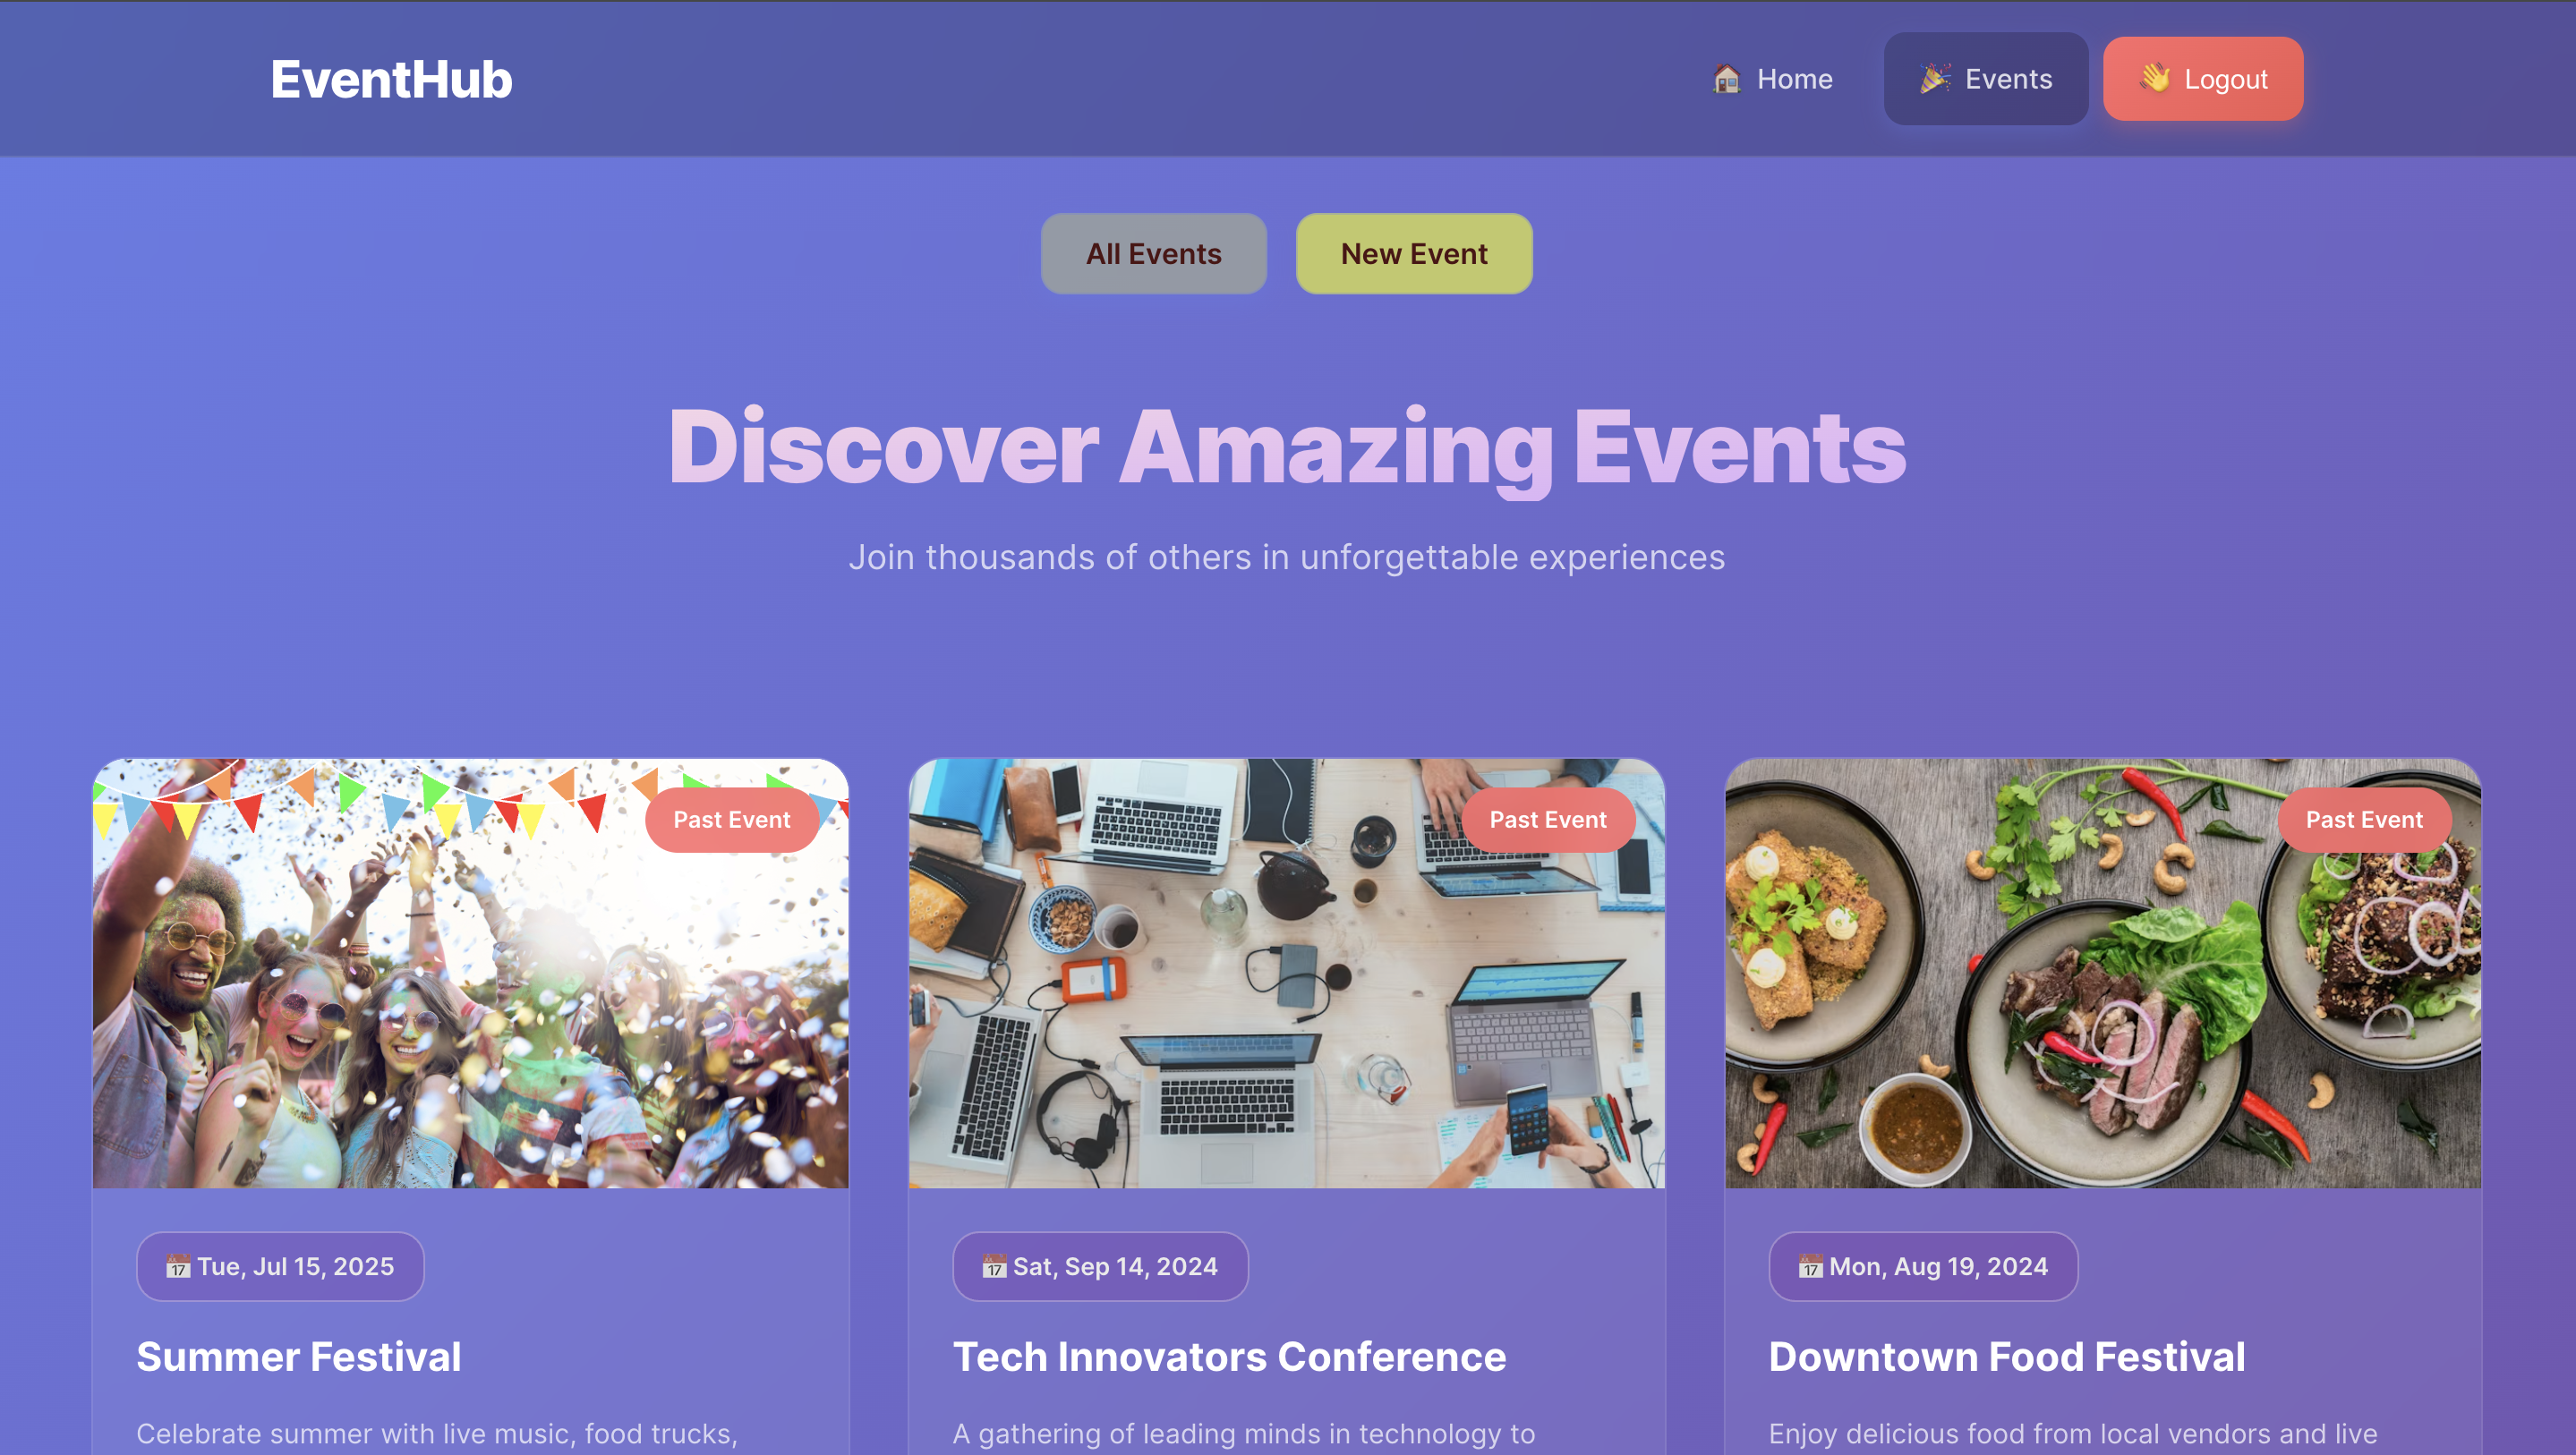 EventHub
🏠 Home
🎉 Events
👋 Logout
All Events
New Event
Discover Amazing Events
Join thousands of others in unforgettable experiences
Past Event
Past Event
Past Event
📅 Tue, Jul 15, 2025
📅 Sat, Sep 14, 2024
📅 Mon, Aug 19, 2024
Summer Festival
Tech Innovators Conference
Downtown Food Festival
Celebrate summer with live music, food trucks,
A gathering of leading minds in technology to
Enjoy delicious food from local vendors and live